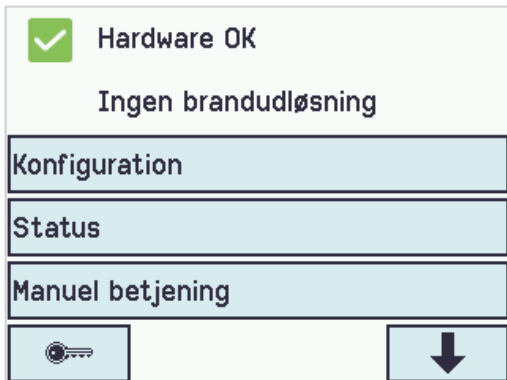 Hardware OK
Ingen brandudløsning
Konfiguration
Status
Manuel betjening